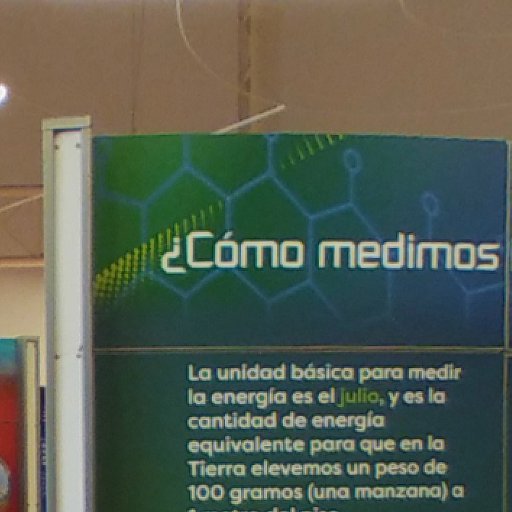 ¿Cómo medimos
La unidad básica para medir
la energía es el julio, y es la
cantidad de energía
equivalente para que en la
Tierra elevemos un peso de
100 gramos (una manzana) a